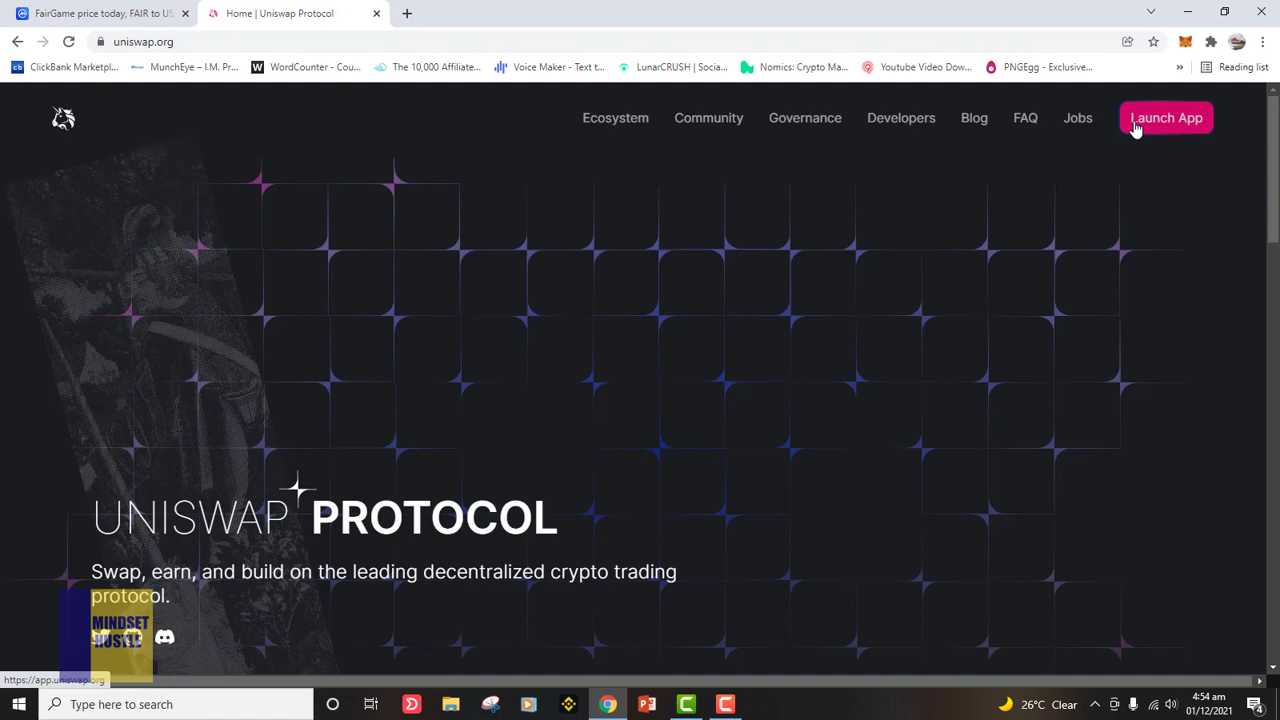 FairGame price today, FAIR to US
Home | Uniswap Protocol
uniswap.org
ClickBank Marketpl...
MunchEye – I.M. Pr...
WordCounter - Cou...
The 10,000 Affiliate...
Voice Maker - Text t...
LunarCRUSH | Socia...
Nomics: Crypto Ma...
Youtube Video Dow...
PNGEgg - Exclusive...
Reading list
Ecosystem
Community
Governance
Developers
Blog
FAQ
Jobs
Launch App
UNISWAP PROTOCOL
Swap, earn, and build on the leading decentralized crypto trading
protocol.
MINDSET
HUSTLE
https://app.uniswap.org
Type here to search
26°C Clear
4:54 am
01/12/2021
4